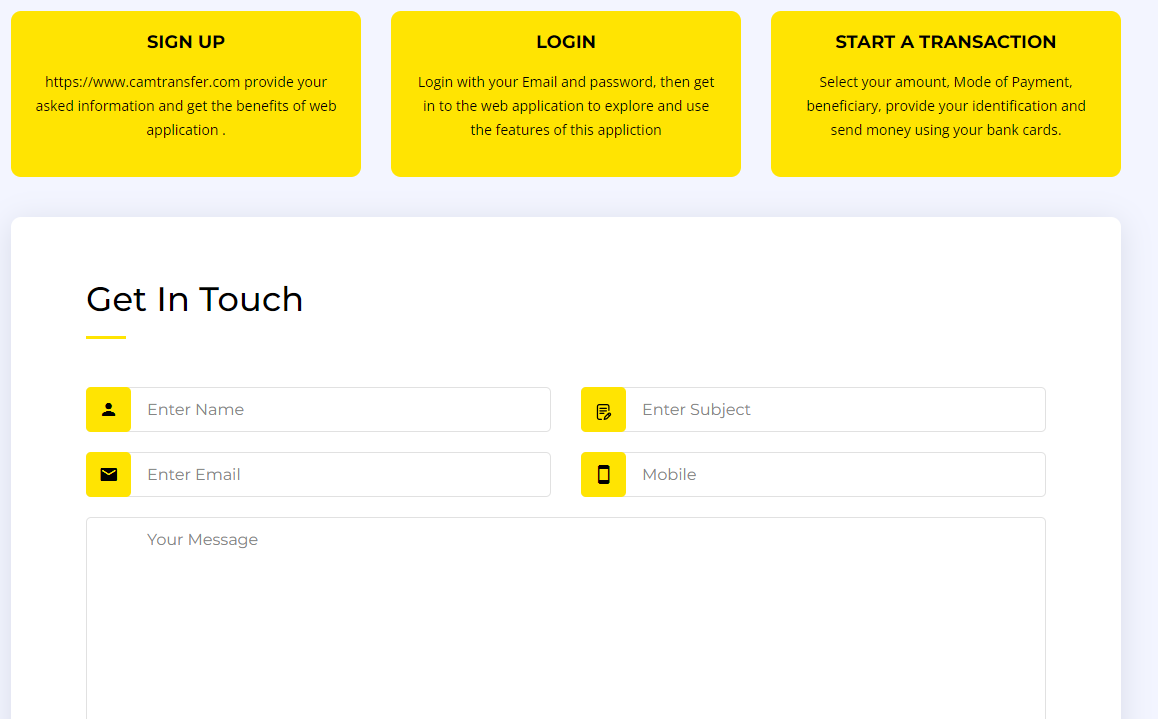 SIGN UP
https://www.camtransfer.com provide your
asked information and get the benefits of web
application .
LOGIN
Login with your Email and password, then get
in to the web application to explore and use
the features of this appliction
START A TRANSACTION
Select your amount, Mode of Payment,
beneficiary, provide your identification and
send money using your bank cards.
Get In Touch
Enter Name
Enter Subject
Enter Email
Mobile
Your Message